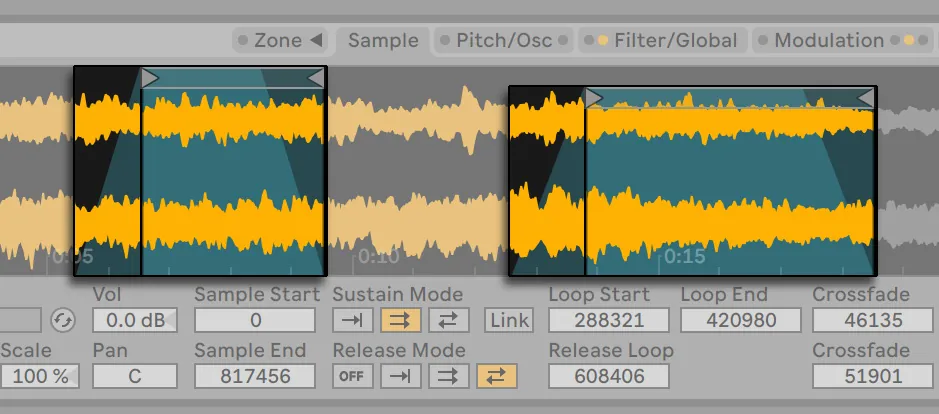 Zone Sample Pitch/Osc Filter/Global Modulation
0:05 0:10 0:15
Vol Sample Start Sustain Mode Loop Start Loop End Crossfade
0.0 dB 0 Link 288321 420980 46135
Scale Pan Sample End Release Mode Release Loop Crossfade
100 % C 817456 OFF 608406 51901